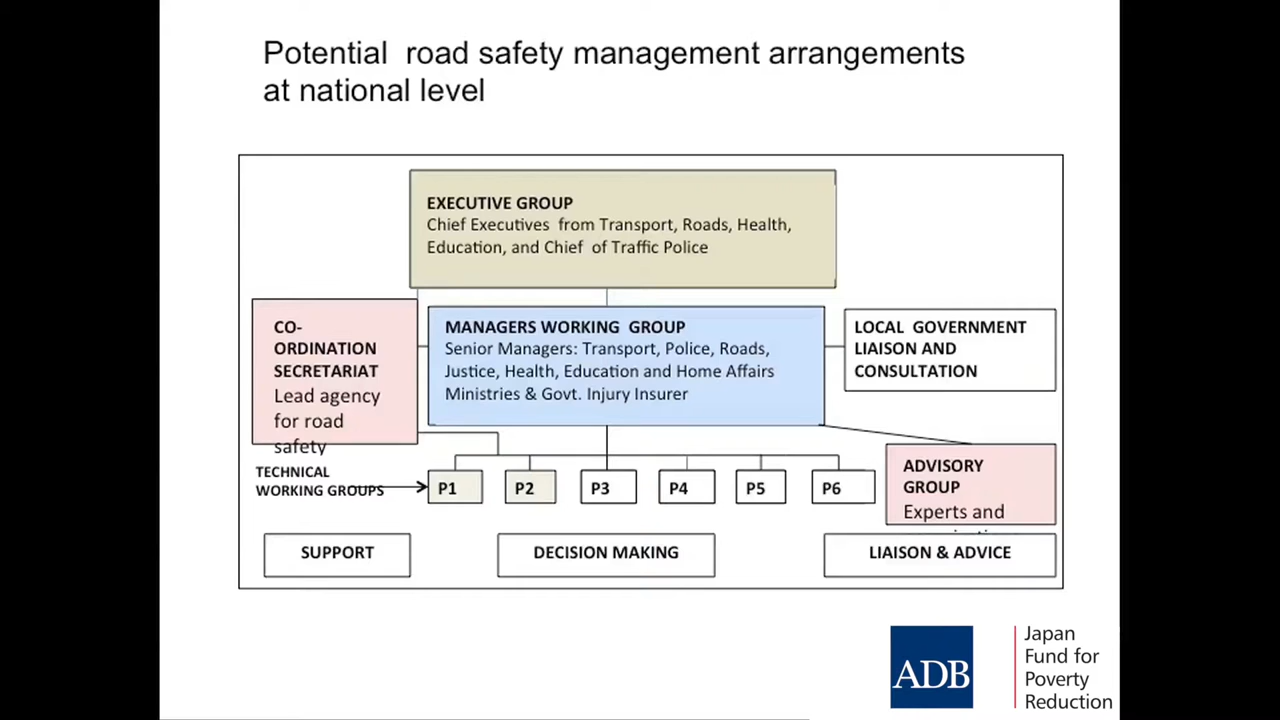 Potential road safety management arrangements
at national level
EXECUTIVE GROUP
Chief Executives from Transport, Roads, Health,
Education, and Chief of Traffic Police
CO-
ORDINATION
SECRETARIAT
Lead agency
for road
safety
MANAGERS WORKING GROUP
Senior Managers: Transport, Police, Roads,
Justice, Health, Education and Home Affairs
Ministries & Govt. Injury Insurer
LOCAL GOVERNMENT
LIAISON AND
CONSULTATION
TECHNICAL
WORKING GROUPS
P1
P2
P3
P4
P5
P6
ADVISORY
GROUP
Experts and
SUPPORT
DECISION MAKING
LIAISON & ADVICE
ADB
Japan
Fund for
Poverty
Reduction